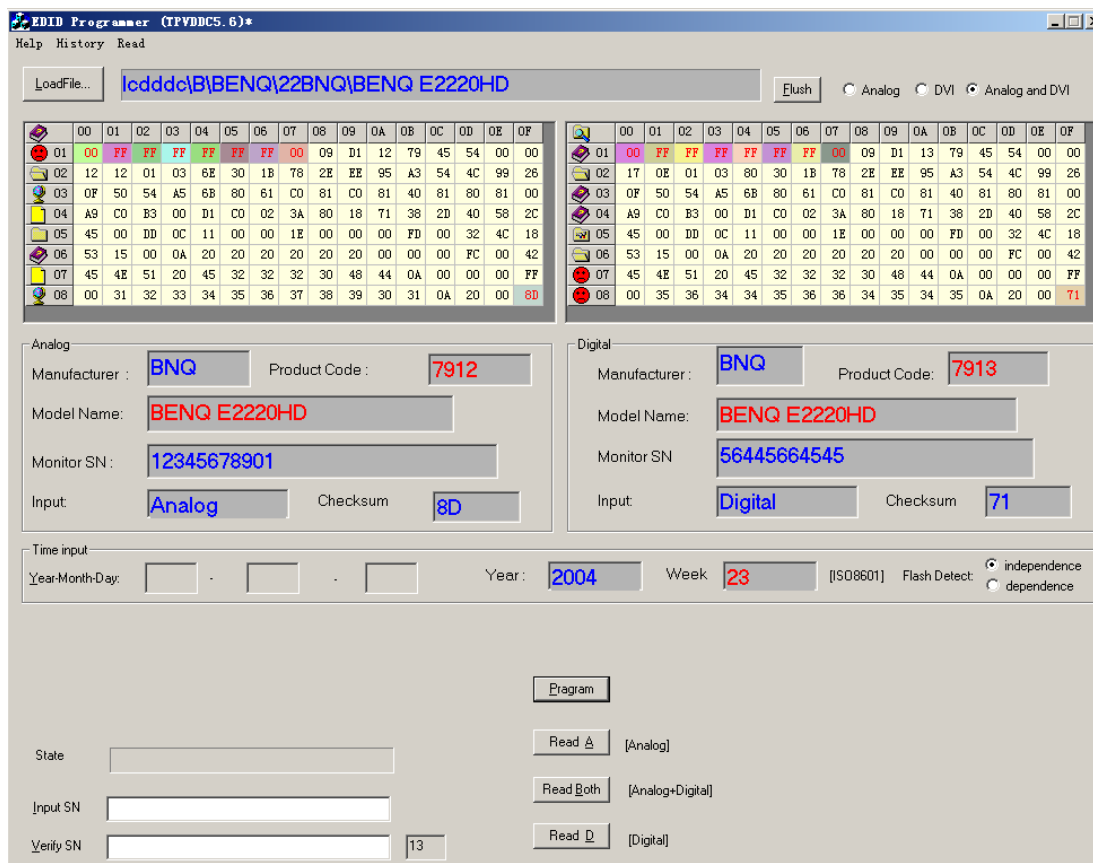 EDID Programmer (TPVDDC5.6)*
Help History Read
LoadFile... lcdddc\B\BENQ\22BNQ\BENQ E2220HD Flush Analog DVI Analog and DVI
00 01 02 03 04 05 06 07 08 09 0A 0B 0C 0D 0E 0F
01 00 FF FF FF FF FF FF 00 09 D1 12 79 45 54 00 00
02 12 12 01 03 6E 30 1B 78 2E EE 95 A3 54 4C 99 26
03 0F 50 54 A5 6B 80 61 C0 81 C0 81 40 81 80 81 00
04 A9 C0 B3 00 D1 C0 02 3A 80 18 71 38 2D 40 58 2C
05 45 00 DD 0C 11 00 00 1E 00 00 00 FD 00 32 4C 18
06 53 15 00 0A 20 20 20 20 20 20 00 00 00 FC 00 42
07 45 4E 51 20 45 32 32 32 30 48 44 0A 00 00 00 FF
08 00 31 32 33 34 35 36 37 38 39 30 31 0A 20 00 8D
00 01 02 03 04 05 06 07 08 09 0A 0B 0C 0D 0E 0F
01 00 FF FF FF FF FF FF 00 09 D1 13 79 45 54 00 00
02 17 0E 01 03 80 30 1B 78 2E EE 95 A3 54 4C 99 26
03 0F 50 54 A5 6B 80 61 C0 81 C0 81 40 81 80 81 00
04 A9 C0 B3 00 D1 C0 02 3A 80 18 71 38 2D 40 58 2C
05 45 00 DD 0C 11 00 00 1E 00 00 00 FD 00 32 4C 18
06 53 15 00 0A 20 20 20 20 20 20 00 00 00 FC 00 42
07 45 4E 51 20 45 32 32 32 30 48 44 0A 00 00 00 FF
08 00 35 36 34 34 35 36 36 34 35 34 35 0A 20 00 71
Analog
Manufacturer : BNQ Product Code : 7912
Model Name: BENQ E2220HD
Monitor SN : 12345678901
Input: Analog Checksum 8D
Digital
Manufacturer : BNQ Product Code: 7913
Model Name: BENQ E2220HD
Monitor SN 56445664545
Input: Digital Checksum 71
Time input
Year-Month-Day: - . Year : 2004 Week 23 [ISO8601] Flash Detect: independence
dependence
Pragram
Read A [Analog]
State
Read Both [Analog+Digital]
Input SN
Read D [Digital]
Verify SN 13